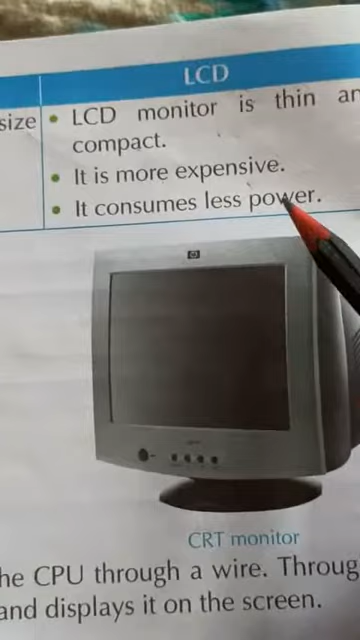 LCD
size • LCD monitor is thin
compact.
• It is more expensive.
• It consumes less power.
hp
CRT monitor
he CPU through a wire. Throug
and displays it on the screen.